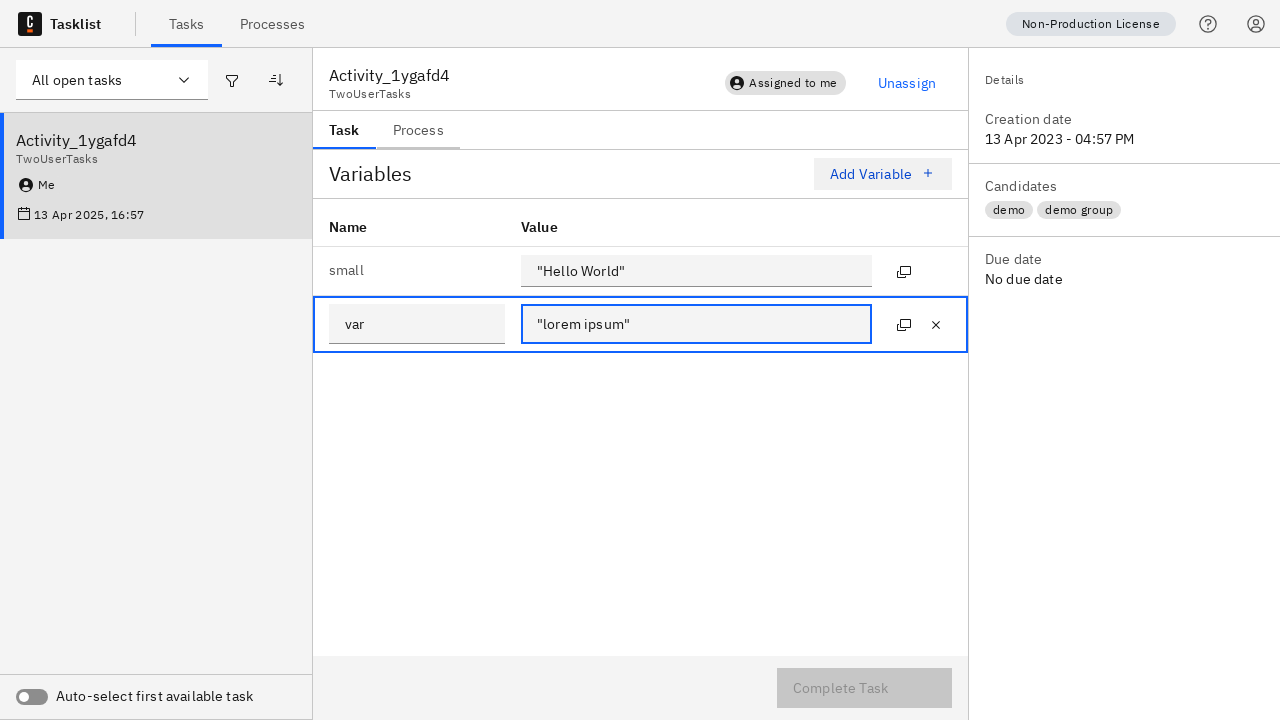 Tasklist
Tasks
Processes
Non-Production License
All open tasks
Activity_1ygafd4
TwoUserTasks
Me
13 Apr 2025, 16:57
Auto-select first available task
Activity_1ygafd4
TwoUserTasks
Assigned to me
Unassign
Task
Process
Variables
Add Variable
Name
Value
small
"Hello World"
var
"lorem ipsum"
Complete Task
Details
Creation date
13 Apr 2023 - 04:57 PM
Candidates
demo
demo group
Due date
No due date